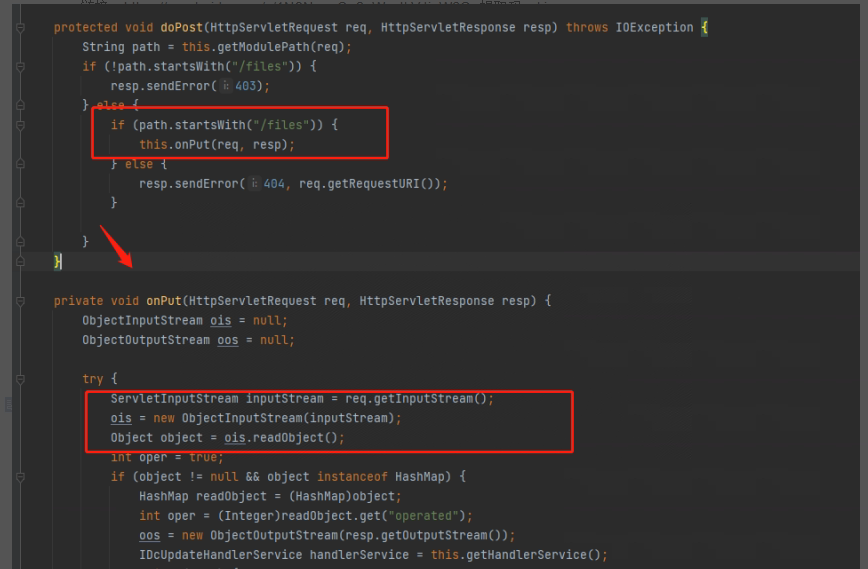 protected void doPost(HttpServletRequest req, HttpServletResponse resp) throws IOException {
String path = this.getModulePath(req);
if (!path.startsWith("/files")) {
resp.sendError( i: 403);
} else {
if (path.startsWith("/files")) {
this.onPut(req, resp);
} else {
resp.sendError( i: 404, req.getRequestURI());
}
}
}
private void onPut(HttpServletRequest req, HttpServletResponse resp) {
ObjectInputStream ois = null;
ObjectOutputStream oos = null;
try {
ServletInputStream inputStream = req.getInputStream();
ois = new ObjectInputStream(inputStream);
Object object = ois.readObject();
int oper = true;
if (object != null && object instanceof HashMap) {
HashMap readObject = (HashMap)object;
int oper = (Integer)readObject.get("operated");
oos = new ObjectOutputStream(resp.getOutputStream());
IDcUpdateHandlerService handlerService = this.getHandlerService();